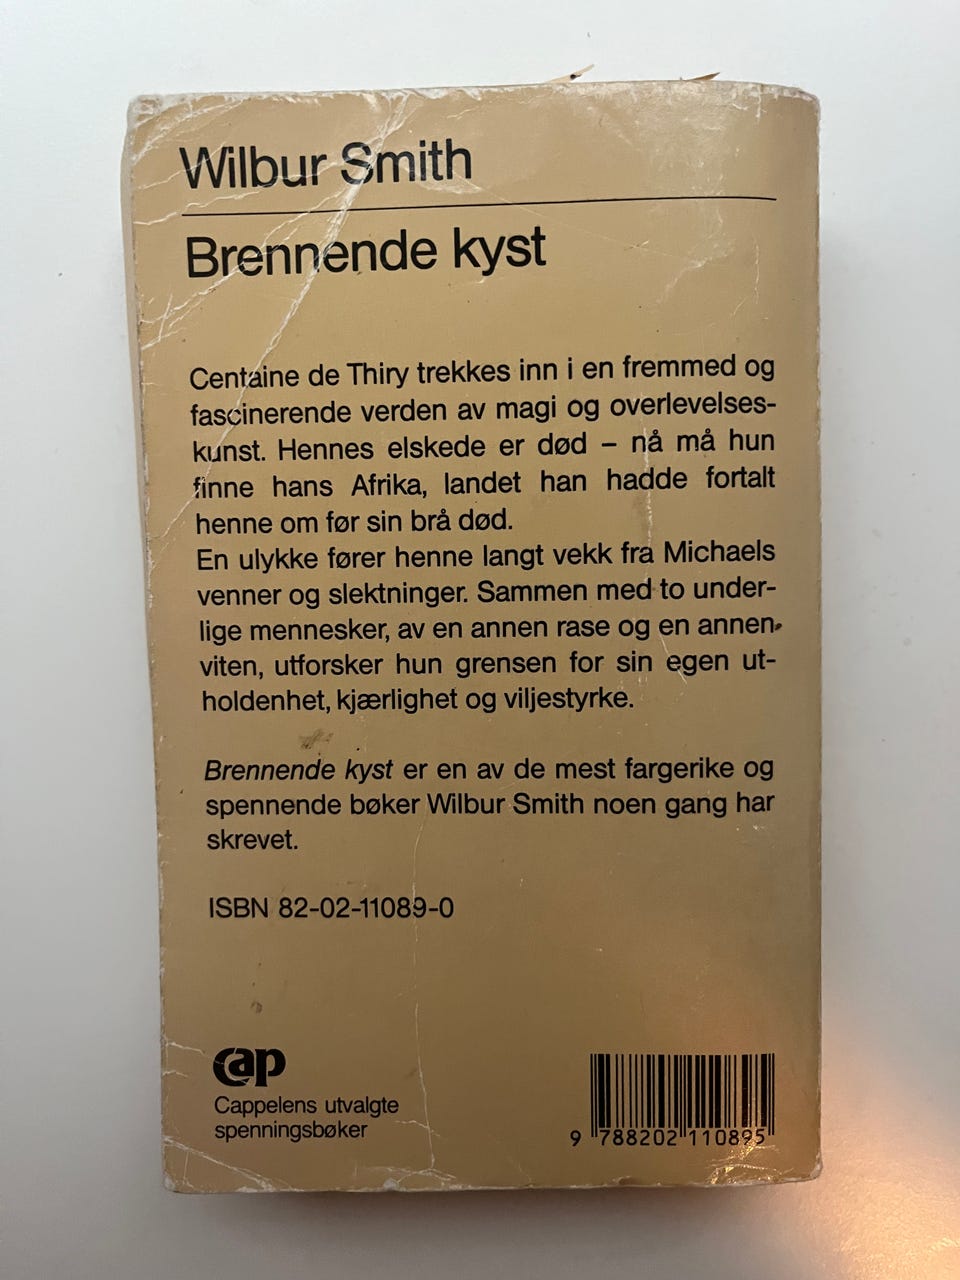 Wilbur Smith
Brennende kyst
Centaine de Thiry trekkes inn i en fremmed og
fascinerende verden av magi og overlevelses-
kunst. Hennes elskede er død – nå må hun
finne hans Afrika, landet han hadde fortalt
henne om før sin brå død.
En ulykke fører henne langt vekk fra Michaels
venner og slektninger. Sammen med to under-
lige mennesker, av en annen rase og en annen
viten, utforsker hun grensen for sin egen ut-
holdenhet, kjærlighet og viljestyrke.
Brennende kyst er en av de mest fargerike og
spennende bøker Wilbur Smith noen gang har
skrevet.
ISBN 82-02-11089-0
cap
Cappelens utvalgte
spenningsbøker
9 788202 110895